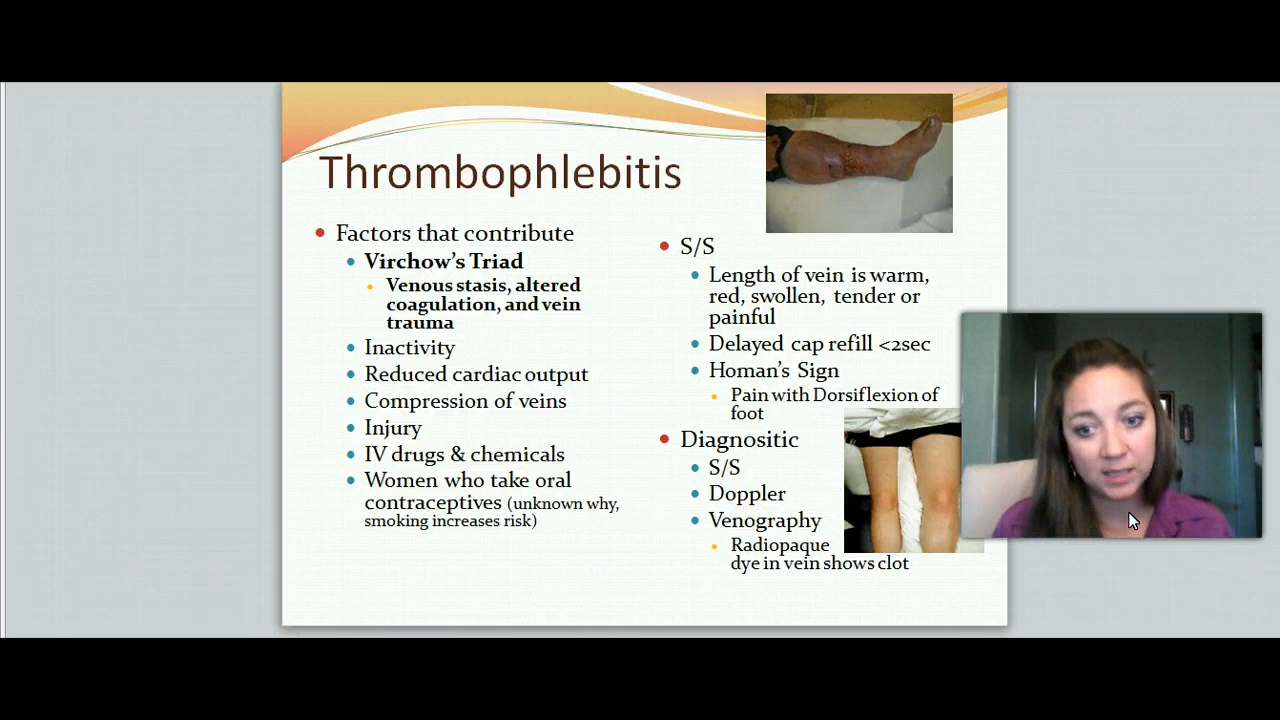 Thrombophlebitis
Factors that contribute
Virchow's Triad
Venous stasis, altered
coagulation, and vein
trauma
Inactivity
Reduced cardiac output
Compression of veins
Injury
IV drugs & chemicals
Women who take oral
contraceptives (unknown why,
smoking increases risk)
S/S
Length of vein is warm,
red, swollen, tender or
painful
Delayed cap refill <2sec
Homan's Sign
Pain with Dorsiflexion of
foot
Diagnositic
S/S
Doppler
Venography
Radiopaque
dye in vein shows clot